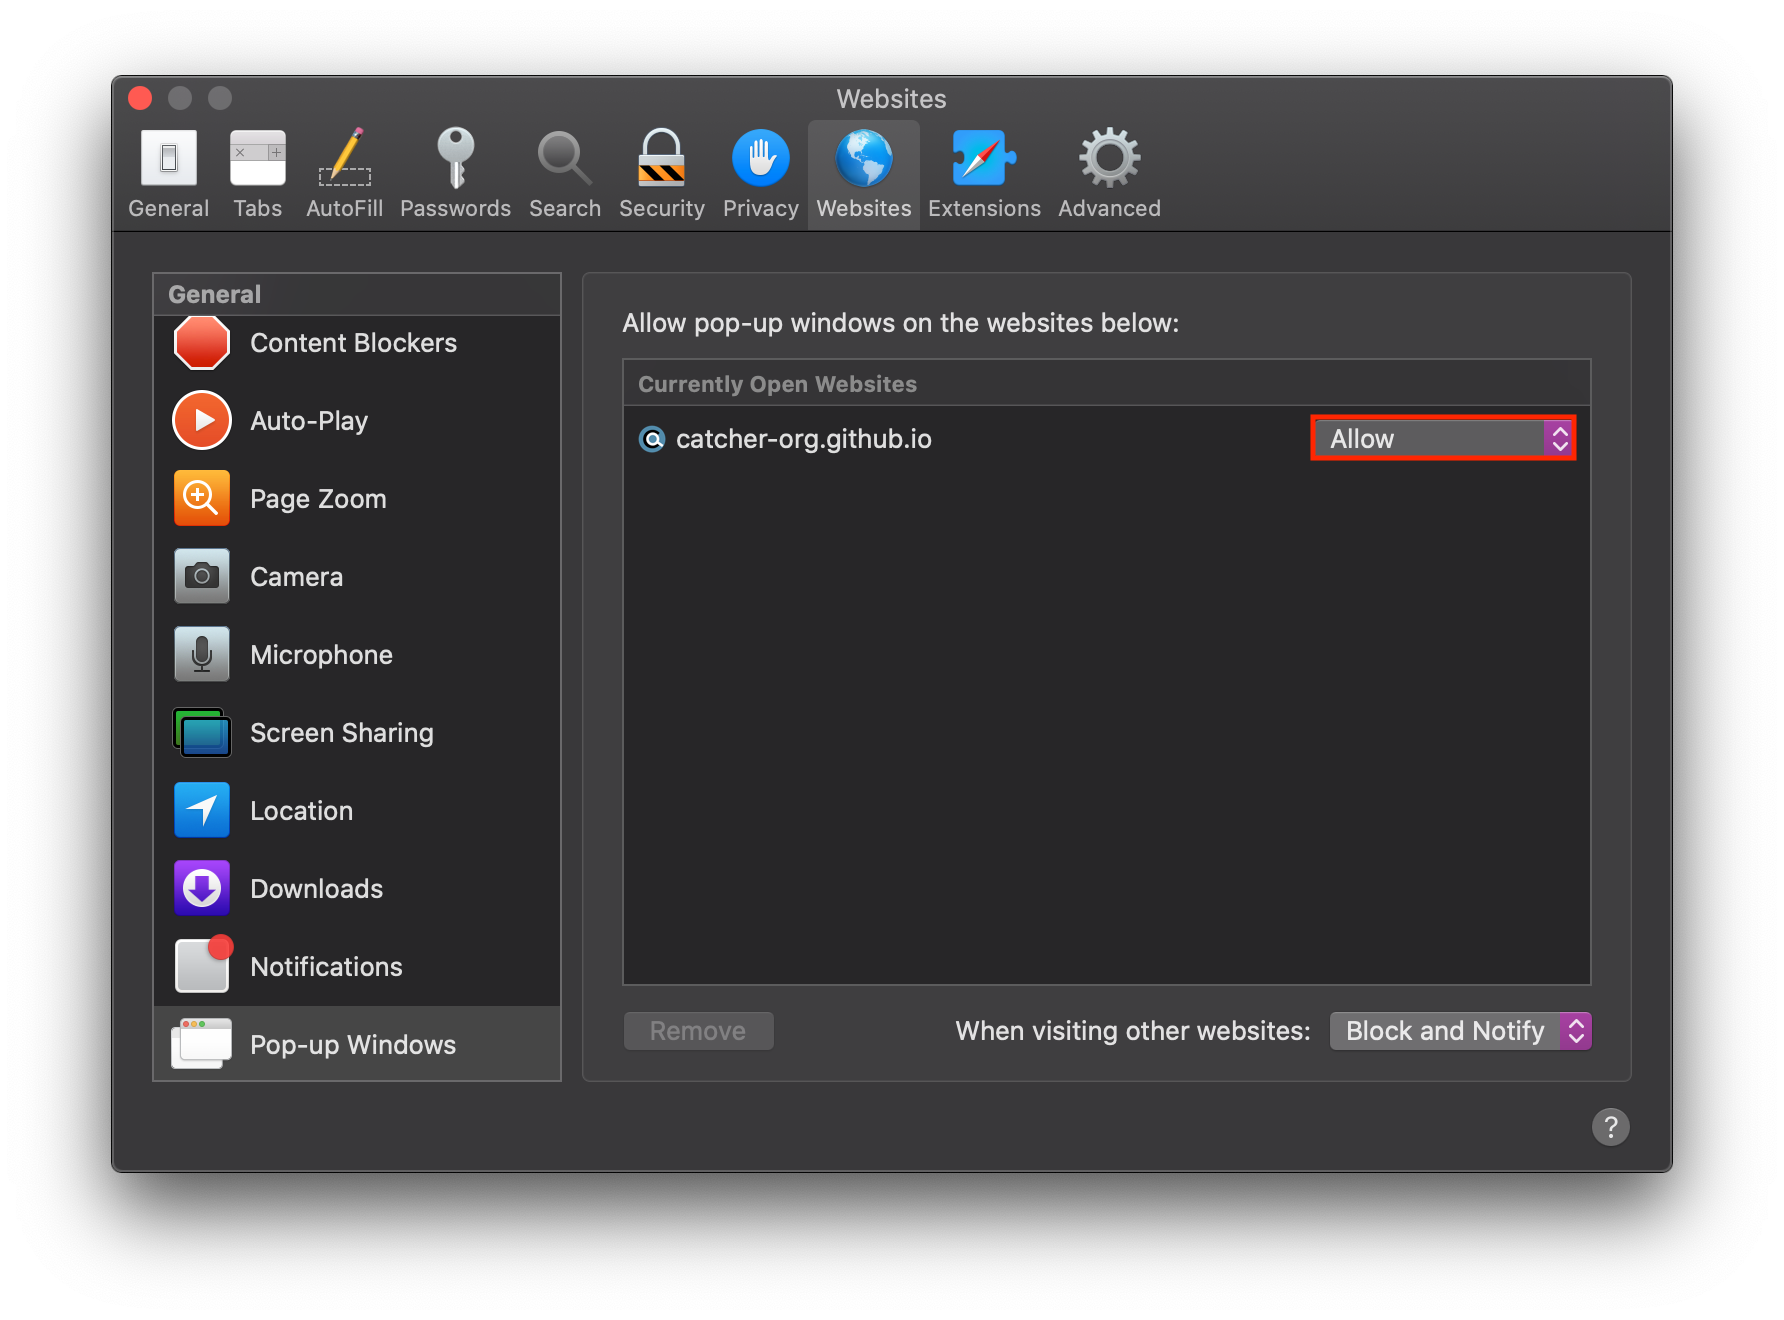 Websites
General Tabs AutoFill Passwords Search Security Privacy Websites Extensions Advanced
General
Content Blockers
Auto-Play
Page Zoom
Camera
Microphone
Screen Sharing
Location
Downloads
Notifications
Pop-up Windows
Allow pop-up windows on the websites below:
Currently Open Websites
catcher-org.github.io Allow
Remove When visiting other websites: Block and Notify
?